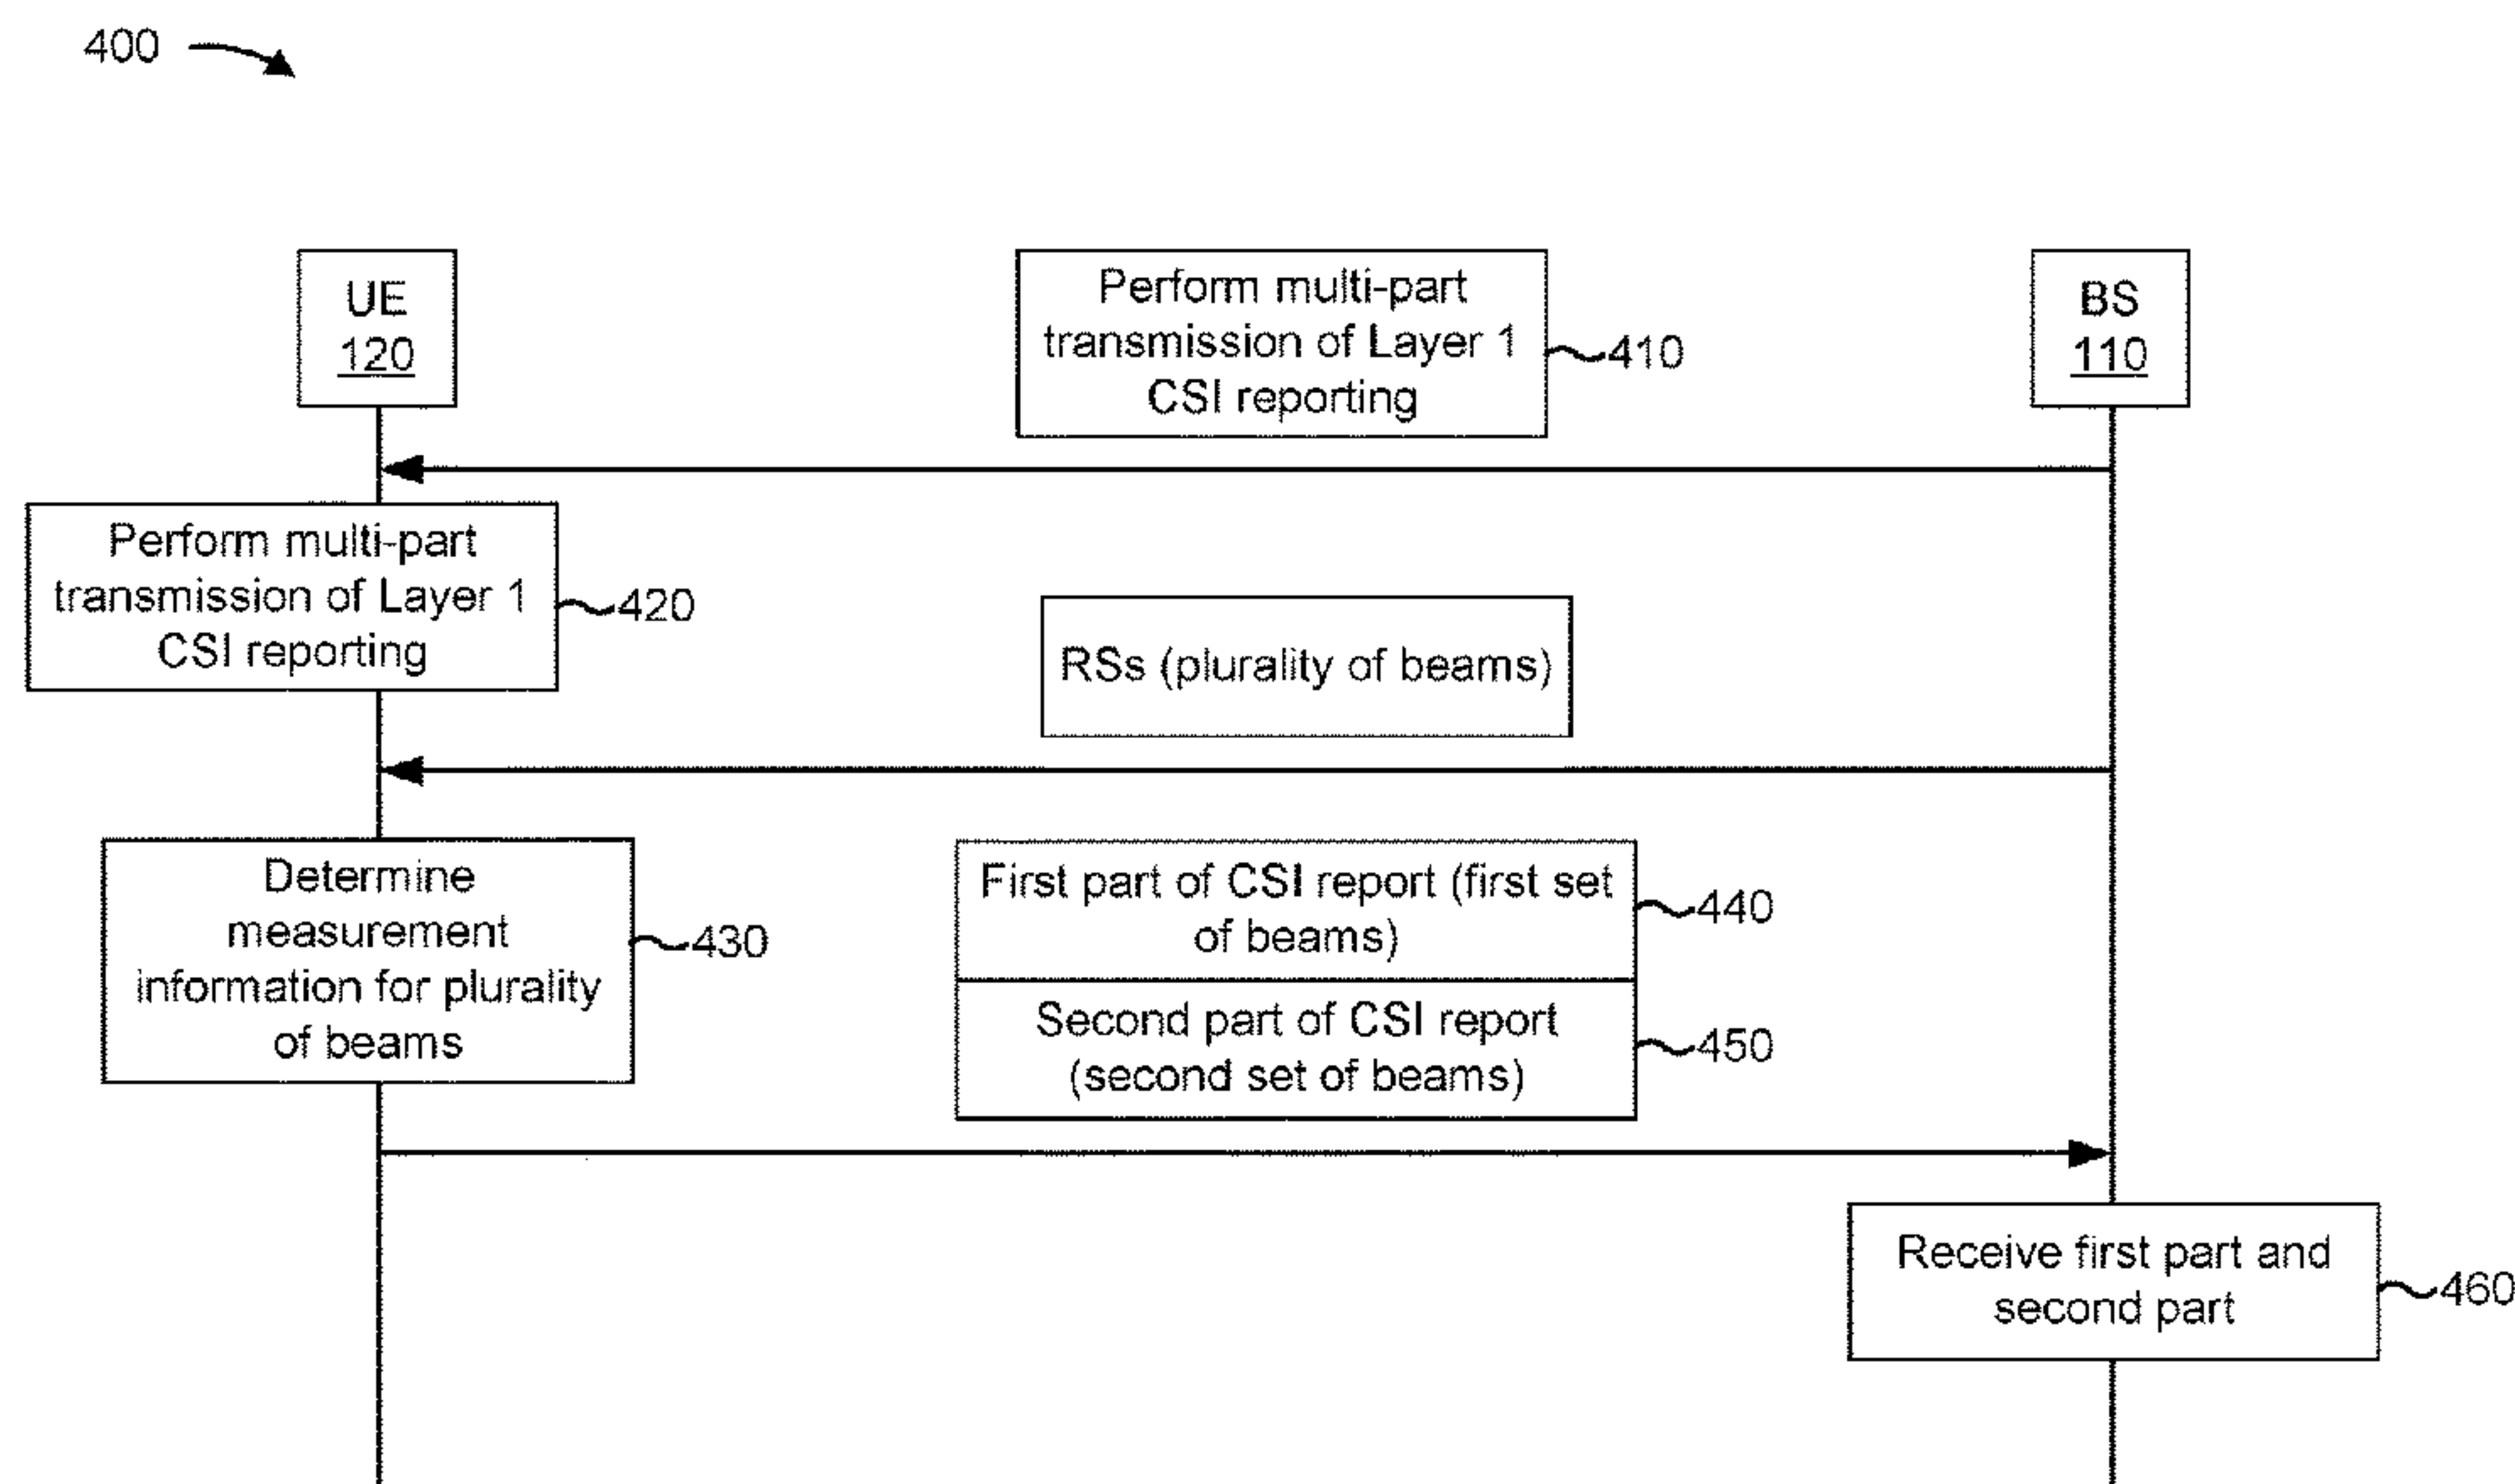 400
UE
120
Perform multi-part
transmission of Layer 1
CSI reporting
410
BS
110
Perform multi-part
transmission of Layer 1
CSI reporting
420
RSs (plurality of beams)
Determine
measurement
information for plurality
of beams
430
First part of CSI report (first set
of beams)
440
Second part of CSI report
(second set of beams)
450
Receive first part and
second part
460